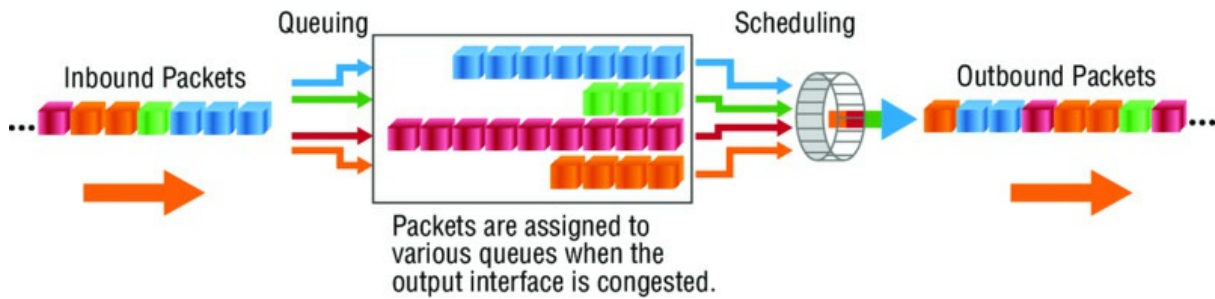 Queuing
Scheduling
Inbound Packets
Outbound Packets
Packets are assigned to
various queues when the
output interface is congested.